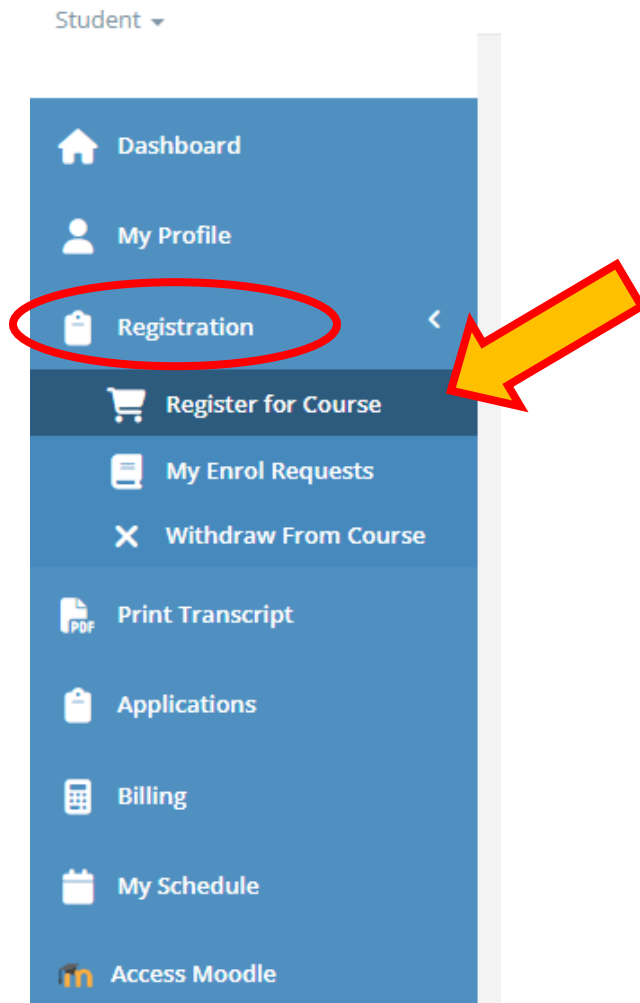 Student
Dashboard
My Profile
Registration
Register for Course
My Enrol Requests
Withdraw From Course
PDF
Print Transcript
Applications
Billing
My Schedule
Access Moodle